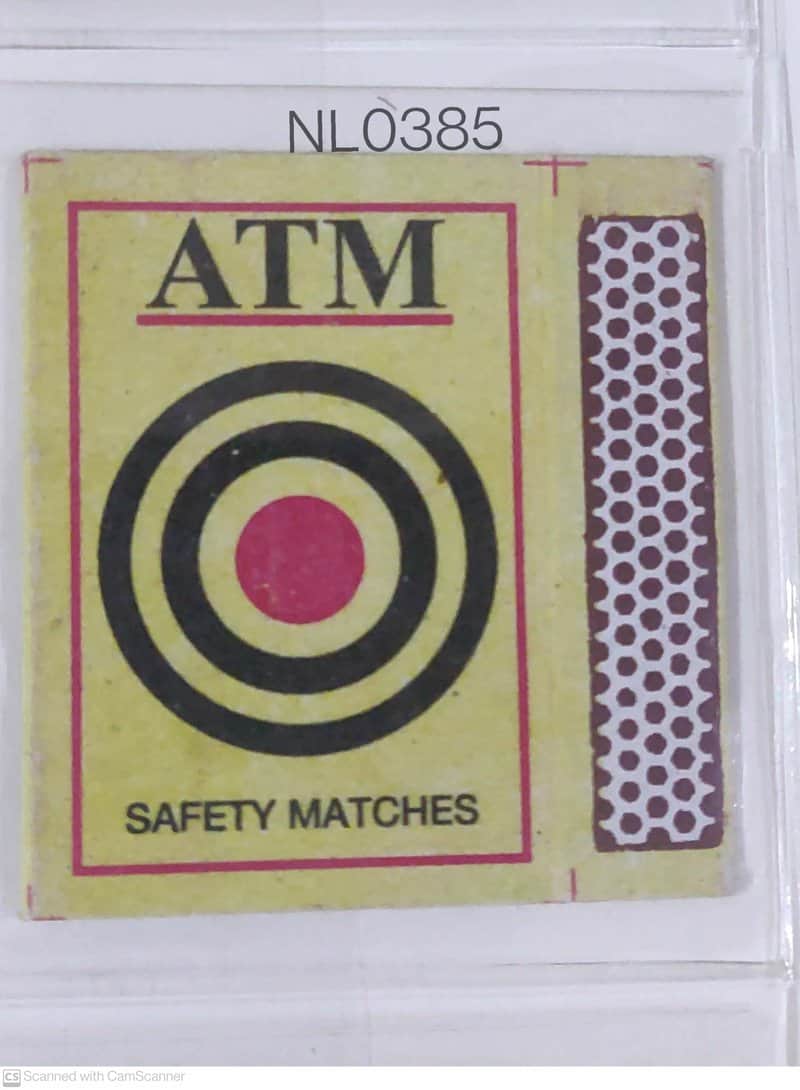 NL0385
ATM
SAFETY MATCHES
CS Scanned with CamScanner